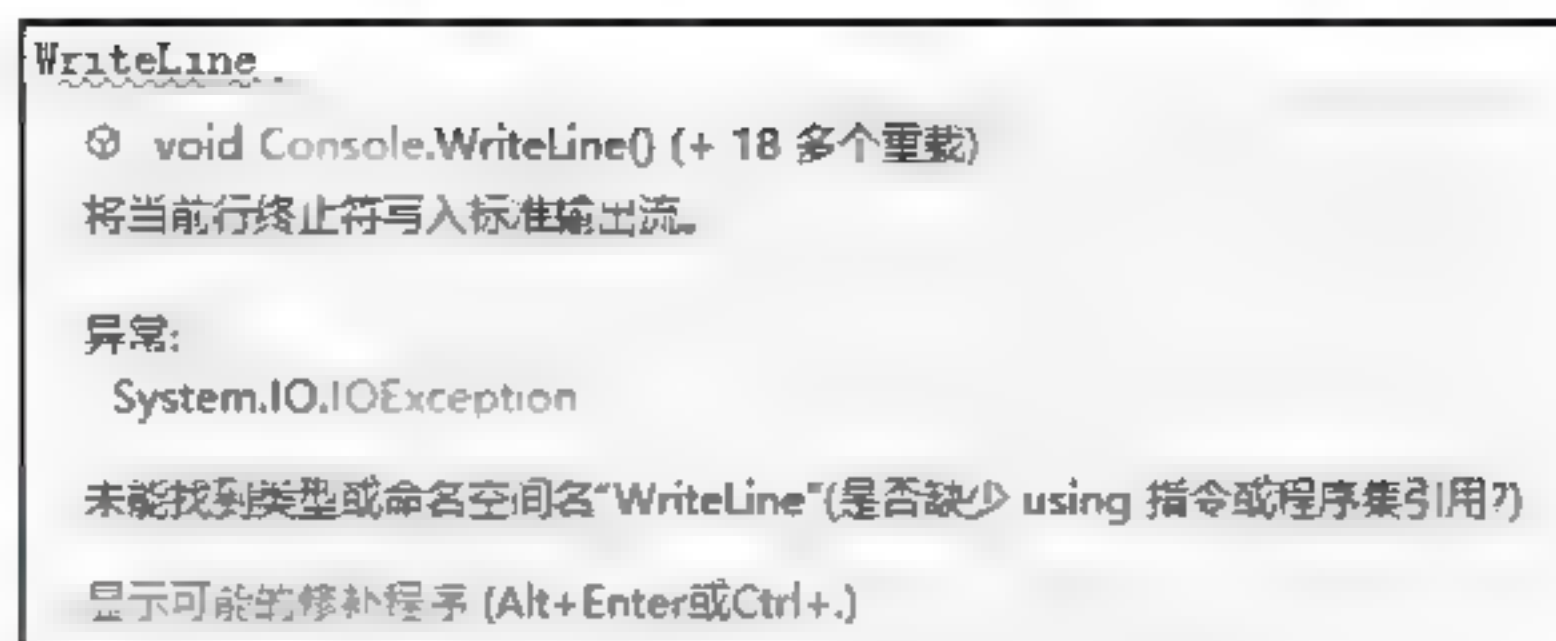 WriteLine
void Console.WriteLine() (+ 18 多个重载)
将当前行终止符写入标准输出流。
异常:
System.IO.IOException
未能找到类型或命名空间名“WriteLine”(是否缺少 using 指令或程序集引用?)
显示可能的修补程序 (Alt+Enter或Ctrl+.)